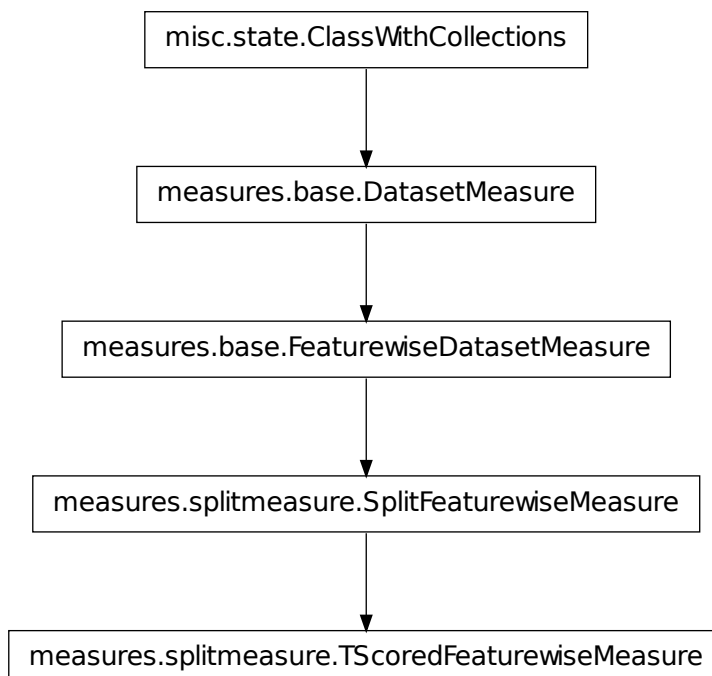 misc.state.ClassWithCollections
measures.base.DatasetMeasure
measures.base.FeaturewiseDatasetMeasure
measures.splitmeasure.SplitFeaturewiseMeasure
measures.splitmeasure.TScoredFeaturewiseMeasure